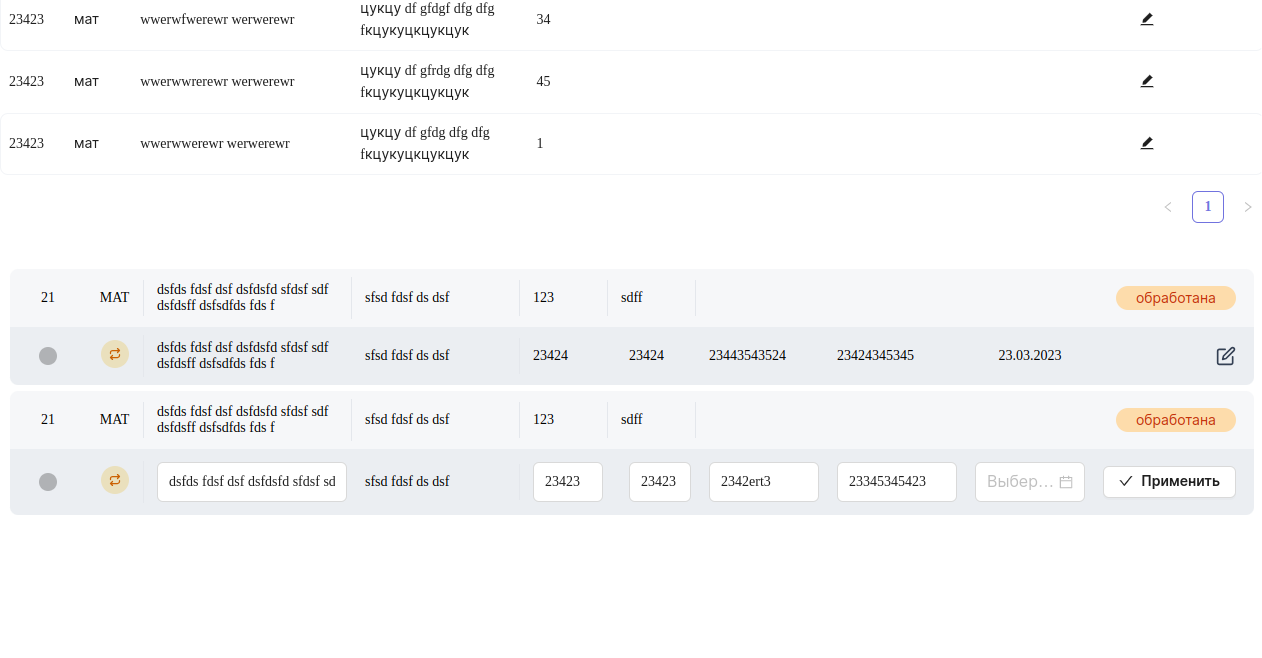 23423 мат wwerwfwerewr werwerewr цукцу df gfdgf dfg dfg 34
fкцукуцкцукцук
23423 мат wwerwwrerewr werwerewr цукцу df gfrdg dfg dfg 45
fкцукуцкцукцук
23423 мат wwerwwerewr werwerewr цукцу df gfdg dfg dfg 1
fкцукуцкцукцук
1
21 МАТ dsfds fdsf dsf dsfdsfd sfdsf sdf sfsd fdsf ds dsf 123 sdff обработана
dsfdsff dsfsdfds fds f
dsfds fdsf dsf dsfdsfd sfdsf sdf sfsd fdsf ds dsf 23424 23424 23443543524 23424345345 23.03.2023
dsfdsff dsfsdfds fds f
21 МАТ dsfds fdsf dsf dsfdsfd sfdsf sdf sfsd fdsf ds dsf 123 sdff обработана
dsfdsff dsfsdfds fds f
dsfds fdsf dsf dsfdsfd sfdsf sd sfsd fdsf ds dsf 23423 23423 2342ert3 23345345423 Выбер... Применить